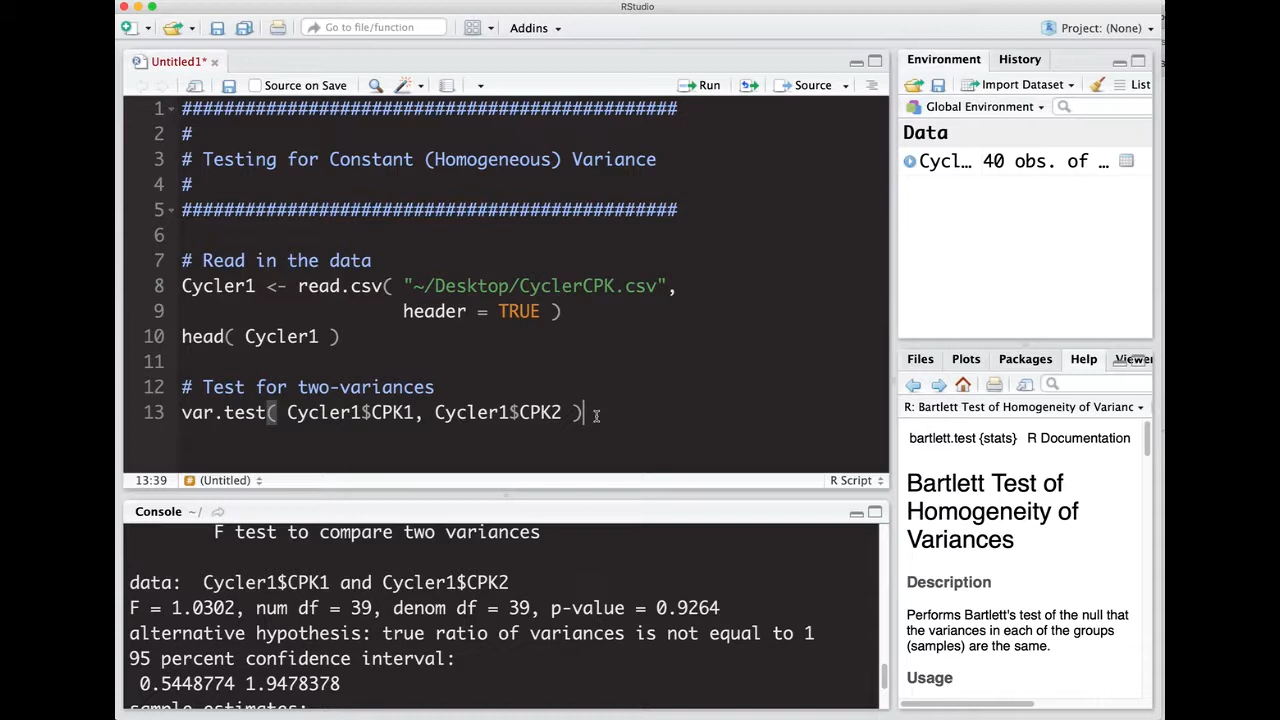 RStudio
Go to file/function
Addins
Project: (None)
Untitled1*
Source on Save
Run
Source
1 ###############################################
2 #
3 # Testing for Constant (Homogeneous) Variance
4 #
5 ###############################################
6
7 # Read in the data
8 Cycler1 <- read.csv( "~/Desktop/CyclerCPK.csv",
9 header = TRUE )
10 head( Cycler1 )
11
12 # Test for two-variances
13 var.test( Cycler1$CPK1, Cycler1$CPK2 )
13:39 # (Untitled) R Script
Console ~/
F test to compare two variances
data: Cycler1$CPK1 and Cycler1$CPK2
F = 1.0302, num df = 39, denom df = 39, p-value = 0.9264
alternative hypothesis: true ratio of variances is not equal to 1
95 percent confidence interval:
0.5448774 1.9478378
sample estimates:
Environment History
Import Dataset List
Global Environment
Data
Cycl... 40 obs. of ...
Files Plots Packages Help Viewer
R: Bartlett Test of Homogeneity of Varianc
bartlett.test {stats} R Documentation
Bartlett Test of
Homogeneity of
Variances
Description
Performs Bartlett's test of the null that
the variances in each of the groups
(samples) are the same.
Usage